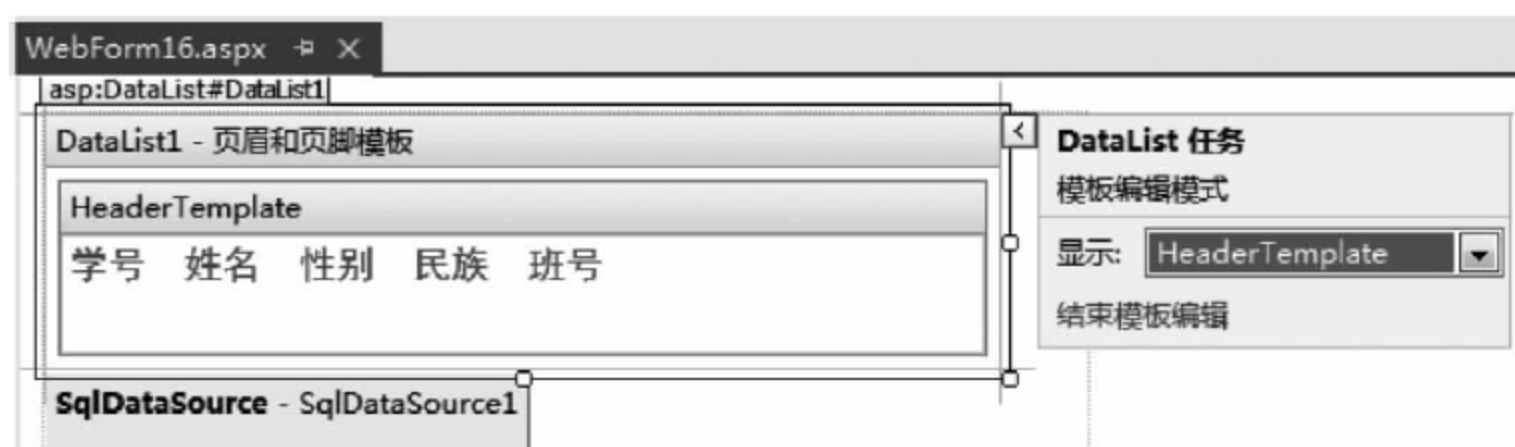 WebForm16.aspx
asp:DataList#DataList1
DataList1 - 页眉和页脚模板
HeaderTemplate
学号 姓名 性别 民族 班号
SqlDataSource - SqlDataSource1
DataList 任务
模板编辑模式
显示: HeaderTemplate
结束模板编辑